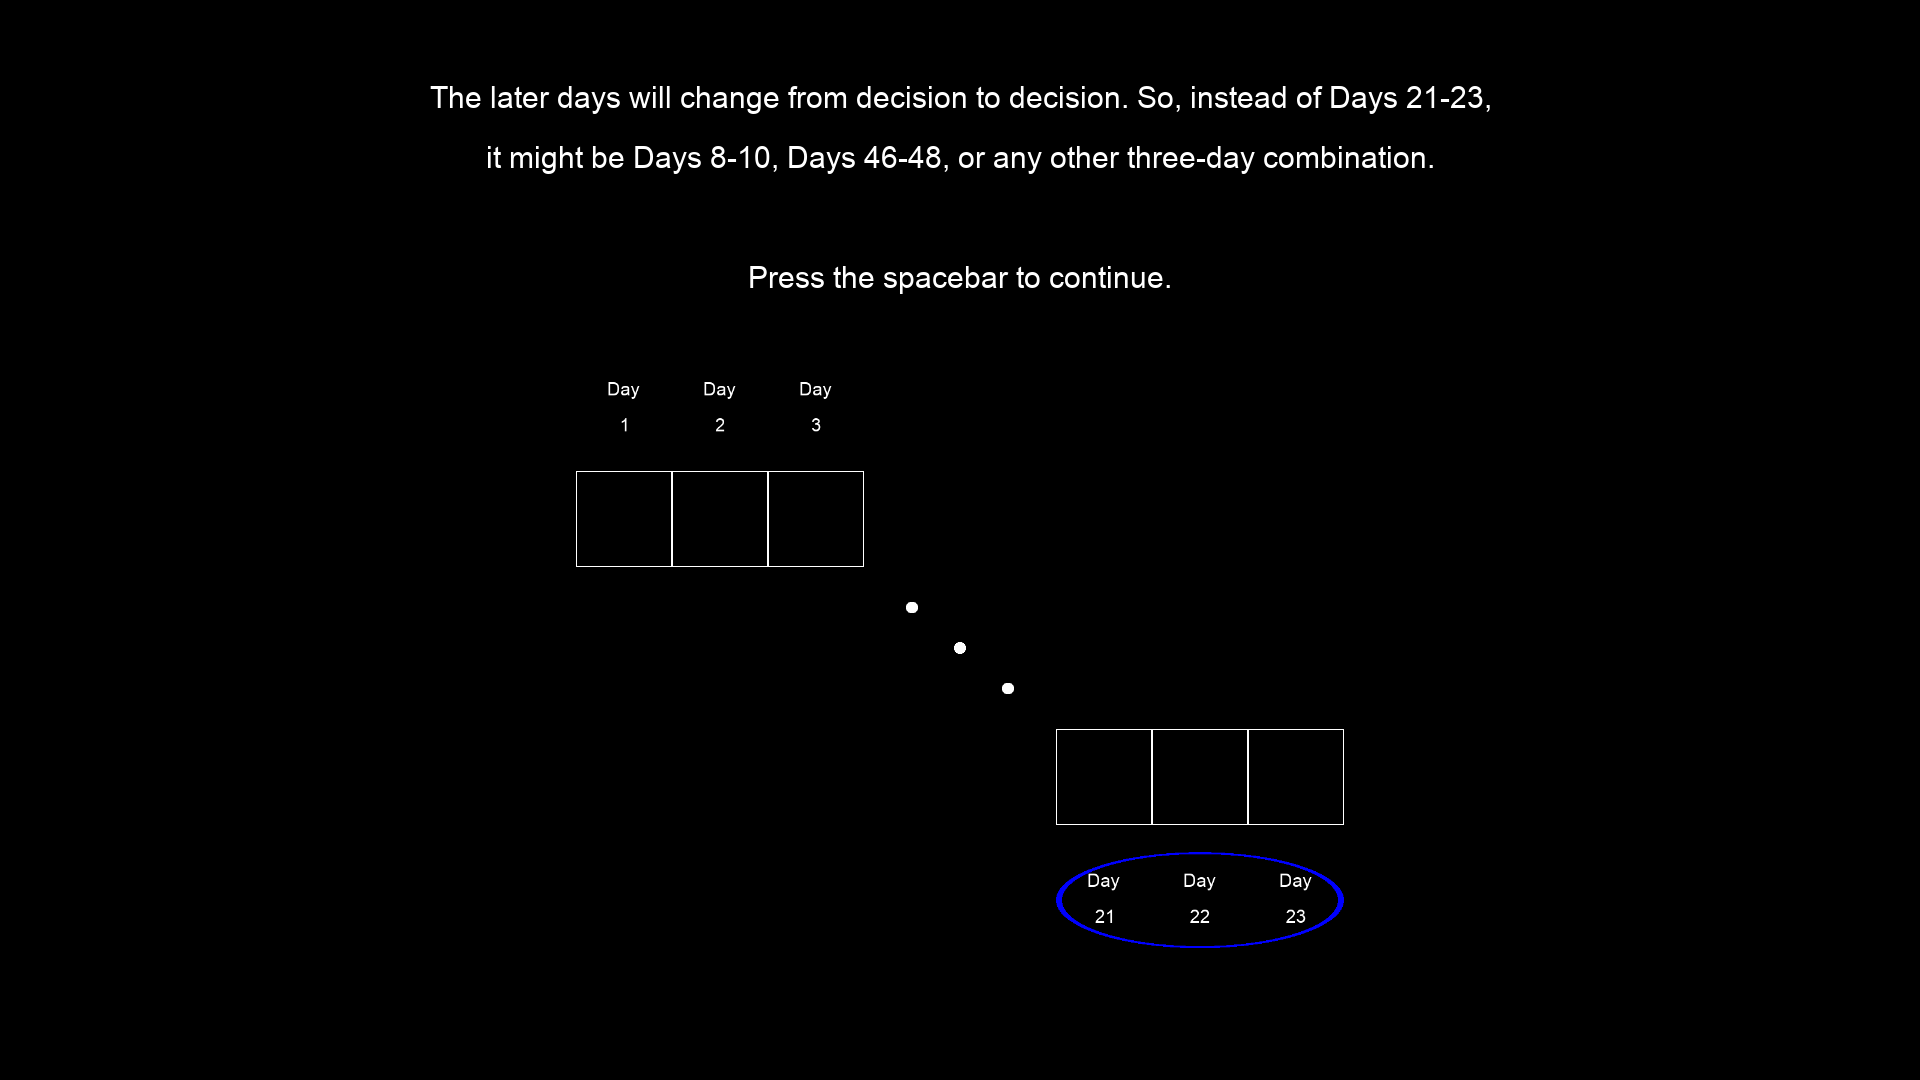 The later days will change from decision to decision. So, instead of Days 21-23,
it might be Days 8-10, Days 46-48, or any other three-day combination.
Press the spacebar to continue.
Day Day Day
1 2 3
Day Day Day
21 22 23